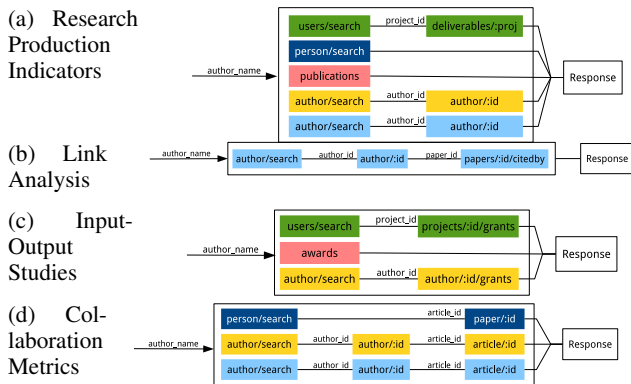 (a) Research
Production
Indicators
author_name
users/search
project_id
deliverables/:proj
person/search
publications
author/search
author_id
author/:id
author/search
author_id
author/:id
Response
(b) Link
Analysis
author_name
author/search
author_id
author/:id
paper_id
papers/:id/citedby
Response
(c) Input-
Output
Studies
author_name
users/search
project_id
projects/:id/grants
awards
author/search
author_id
author/:id/grants
Response
(d) Col-
laboration
Metrics
author_name
person/search
article_id
paper/:id
author/search
author_id
author/:id
article_id
article/:id
author/search
author_id
author/:id
article_id
article/:id
Response